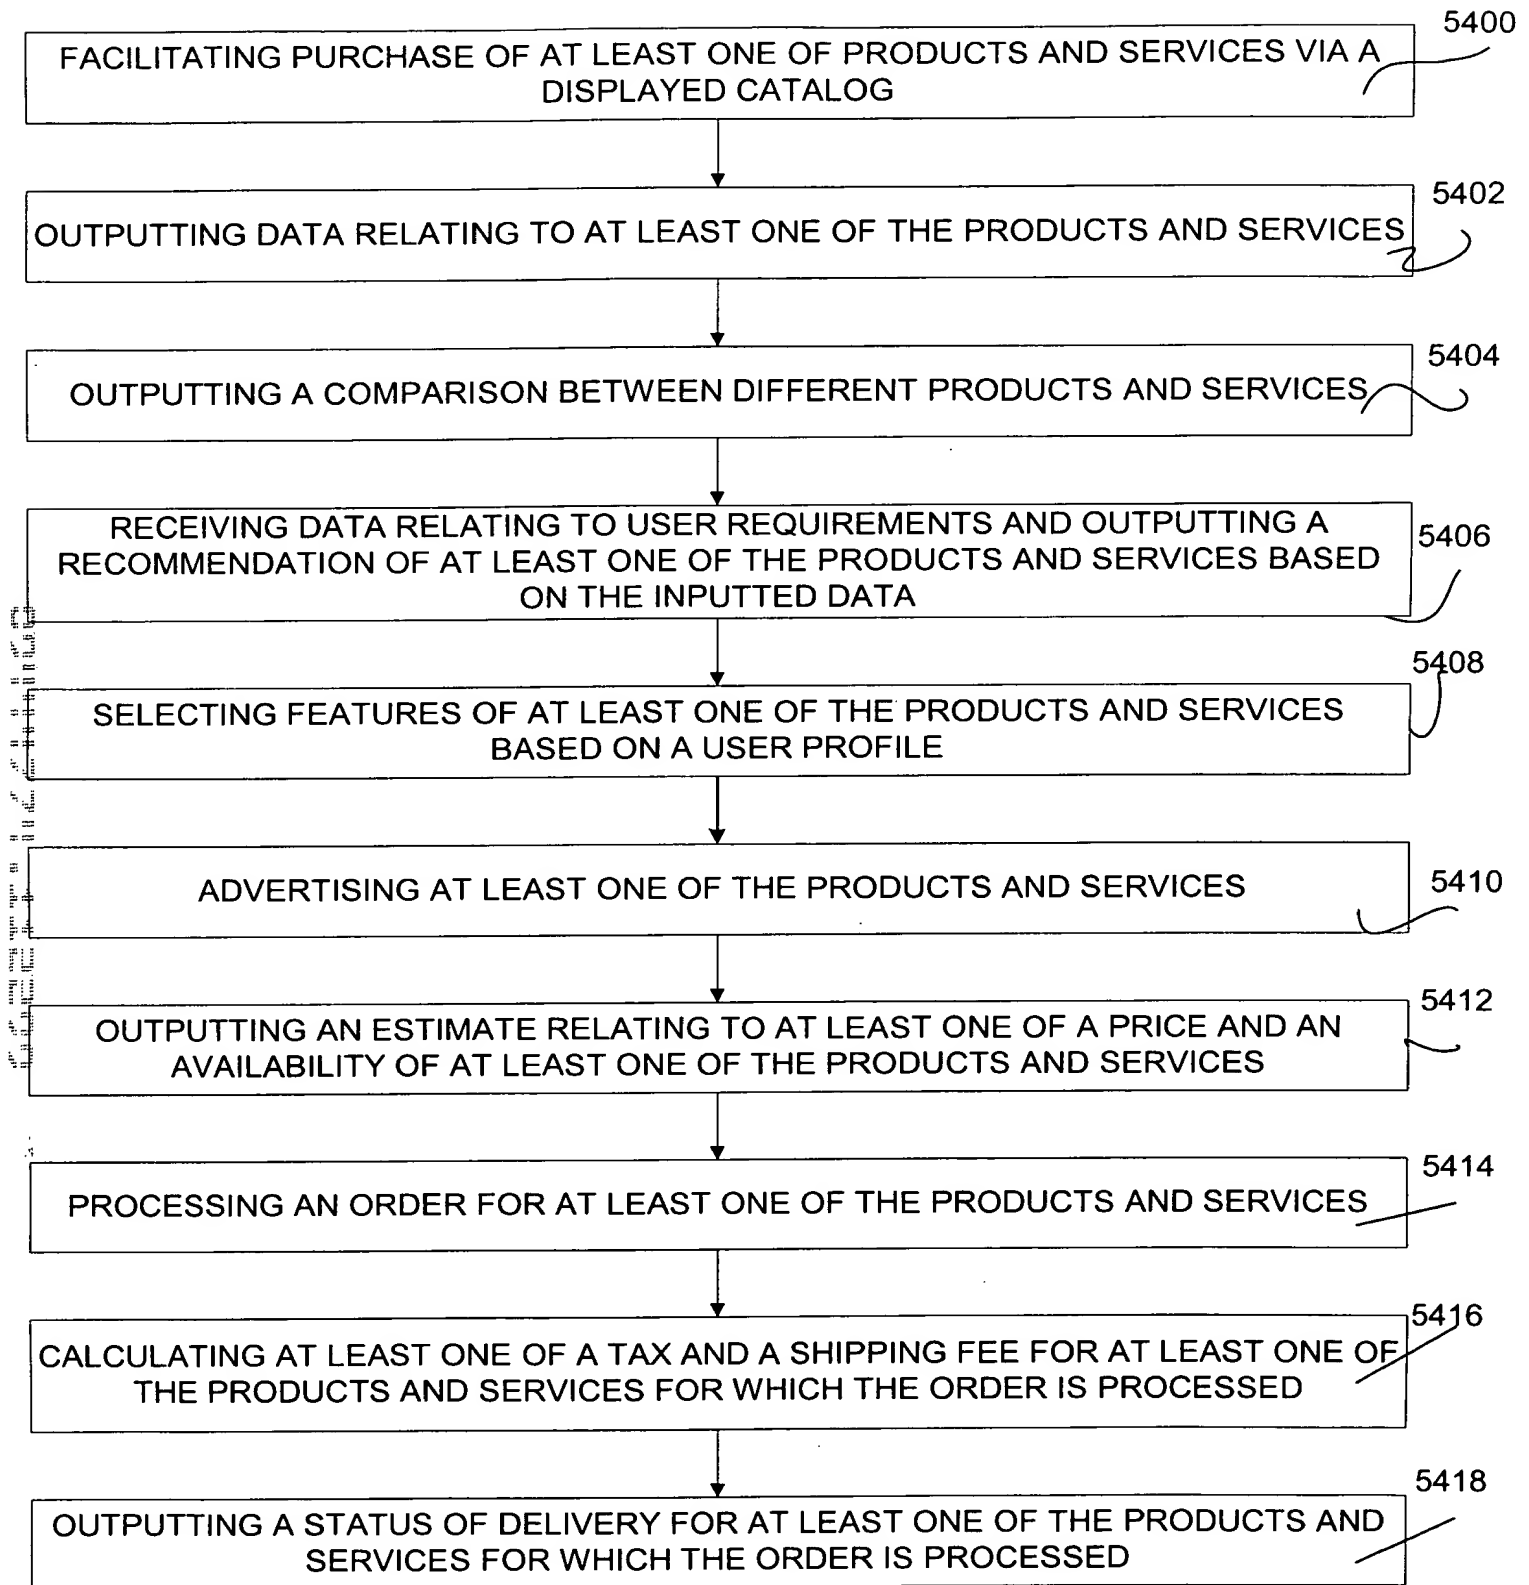 5400
FACILITATING PURCHASE OF AT LEAST ONE OF PRODUCTS AND SERVICES VIA A
DISPLAYED CATALOG
5402
OUTPUTTING DATA RELATING TO AT LEAST ONE OF THE PRODUCTS AND SERVICES
5404
OUTPUTTING A COMPARISON BETWEEN DIFFERENT PRODUCTS AND SERVICES
5406
RECEIVING DATA RELATING TO USER REQUIREMENTS AND OUTPUTTING A
RECOMMENDATION OF AT LEAST ONE OF THE PRODUCTS AND SERVICES BASED
ON THE INPUTTED DATA
5408
SELECTING FEATURES OF AT LEAST ONE OF THE PRODUCTS AND SERVICES
BASED ON A USER PROFILE
5410
ADVERTISING AT LEAST ONE OF THE PRODUCTS AND SERVICES
5412
OUTPUTTING AN ESTIMATE RELATING TO AT LEAST ONE OF A PRICE AND AN
AVAILABILITY OF AT LEAST ONE OF THE PRODUCTS AND SERVICES
5414
PROCESSING AN ORDER FOR AT LEAST ONE OF THE PRODUCTS AND SERVICES
5416
CALCULATING AT LEAST ONE OF A TAX AND A SHIPPING FEE FOR AT LEAST ONE OF
THE PRODUCTS AND SERVICES FOR WHICH THE ORDER IS PROCESSED
5418
OUTPUTTING A STATUS OF DELIVERY FOR AT LEAST ONE OF THE PRODUCTS AND
SERVICES FOR WHICH THE ORDER IS PROCESSED